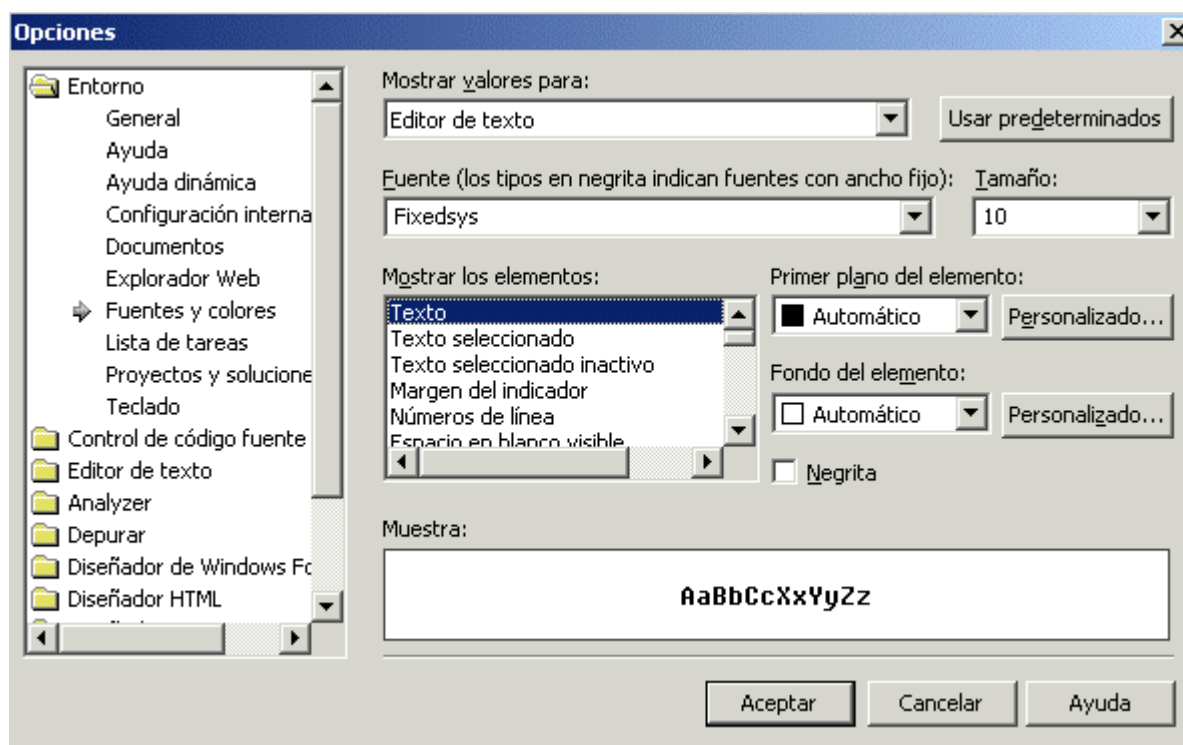 Opciones
Entorno
General
Ayuda
Ayuda dinámica
Configuración interna
Documentos
Explorador Web
Fuentes y colores
Lista de tareas
Proyectos y solucione
Teclado
Control de código fuente
Editor de texto
Analyzer
Depurar
Diseñador de Windows Fo
Diseñador HTML
Mostrar valores para:
Editor de texto
Usar predeterminados
Fuente (los tipos en negrita indican fuentes con ancho fijo):
Tamaño:
Fixedsys
10
Mostrar los elementos:
Texto
Texto seleccionado
Texto seleccionado inactivo
Margen del indicador
Números de línea
Espacio en blanco visible
Primer plano del elemento:
Automático
Personalizado...
Fondo del elemento:
Automático
Personalizado...
Negrita
Muestra:
AaBbCcXxYyZz
Aceptar
Cancelar
Ayuda